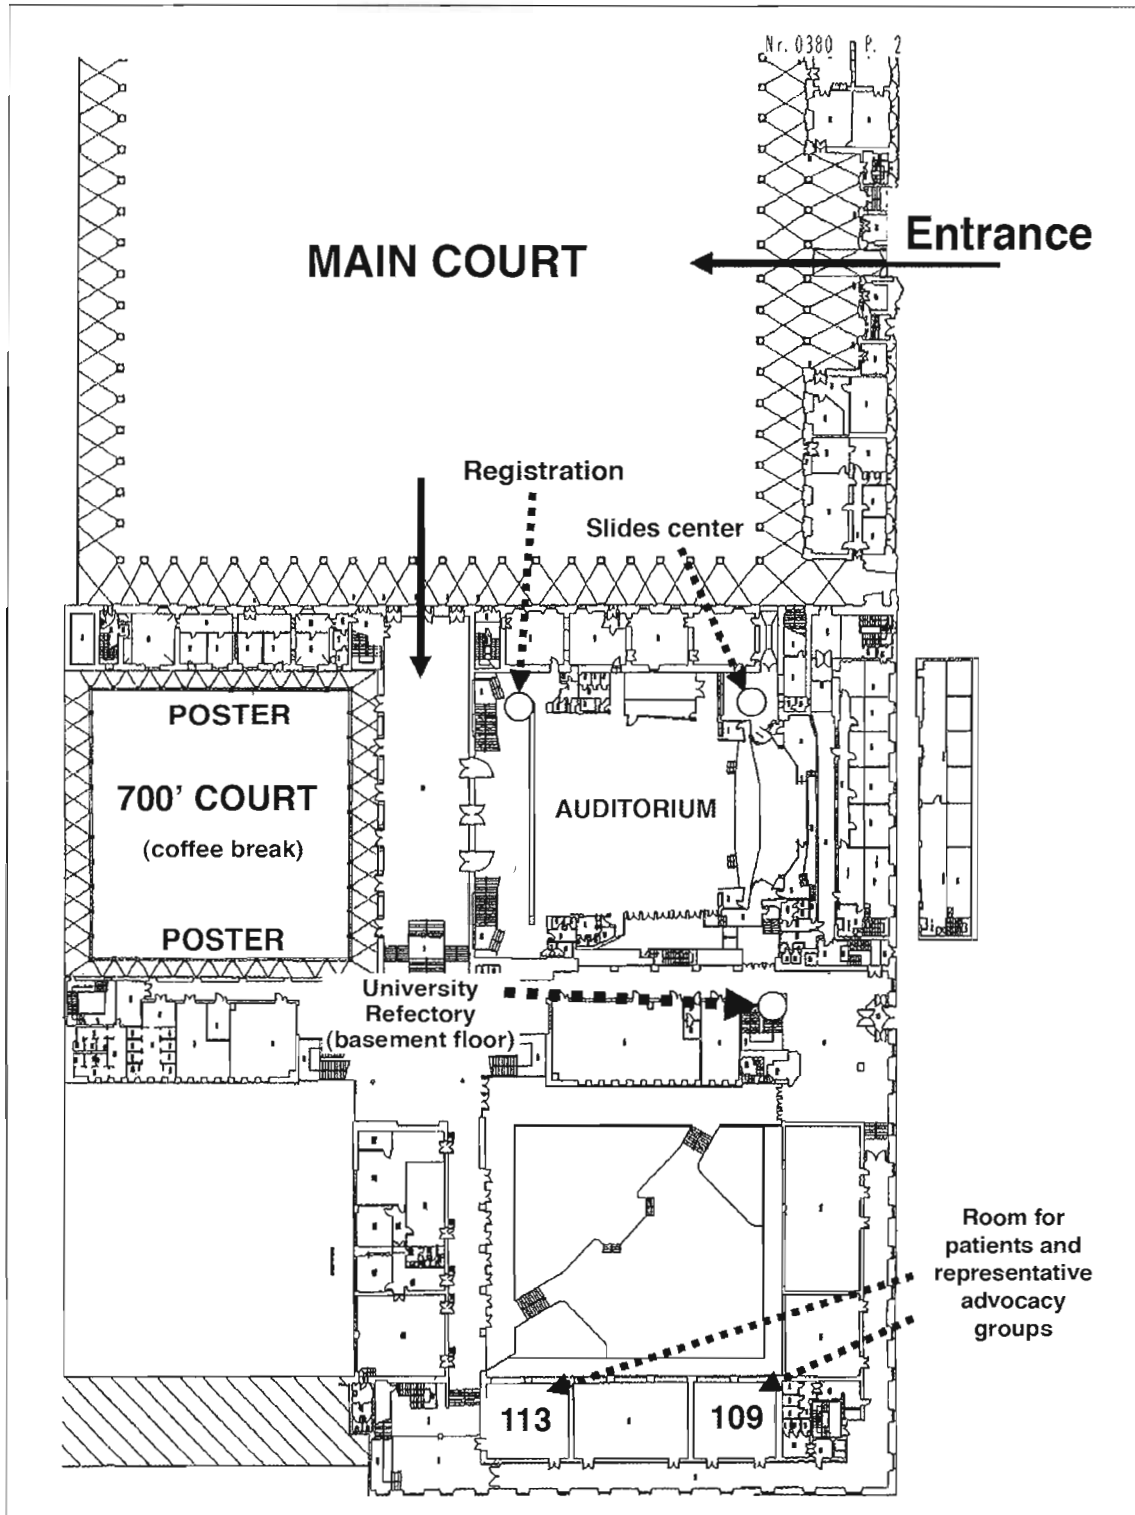 Nr. 0380 P. 2
Entrance
MAIN COURT
Registration
Slides center
POSTER
700' COURT
(coffee break)
AUDITORIUM
POSTER
University
Refectory
(basement floor)
Room for
patients and
representative
advocacy
groups
113
109